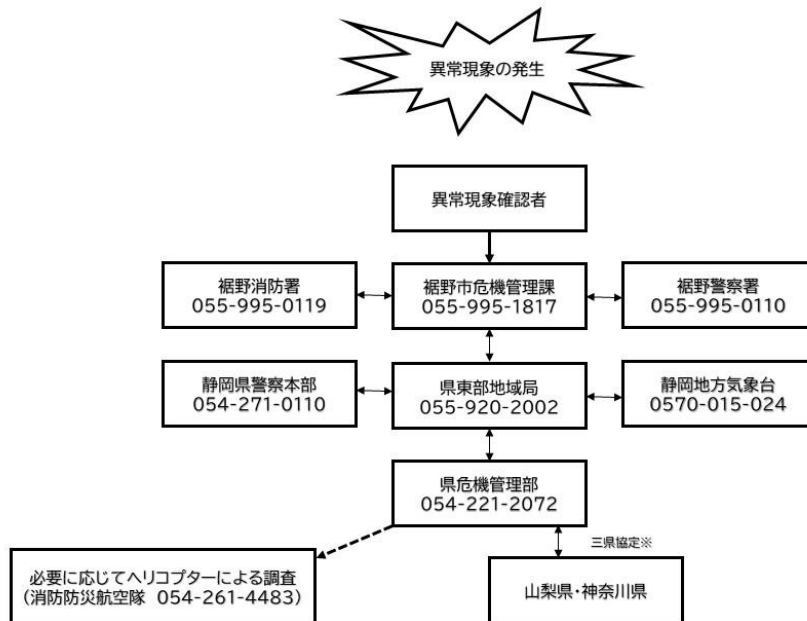 異常現象の発生
異常現象確認者
裾野消防署
055-995-0119
裾野市危機管理課
055-995-1817
裾野警察署
055-995-0110
静岡県警察本部
054-271-0110
県東部地域局
055-920-2002
静岡地方気象台
0570-015-024
県危機管理部
054-221-2072
三県協定※
必要に応じてヘリコプターによる調査
(消防防災航空隊 054-261-4483)
山梨県・神奈川県